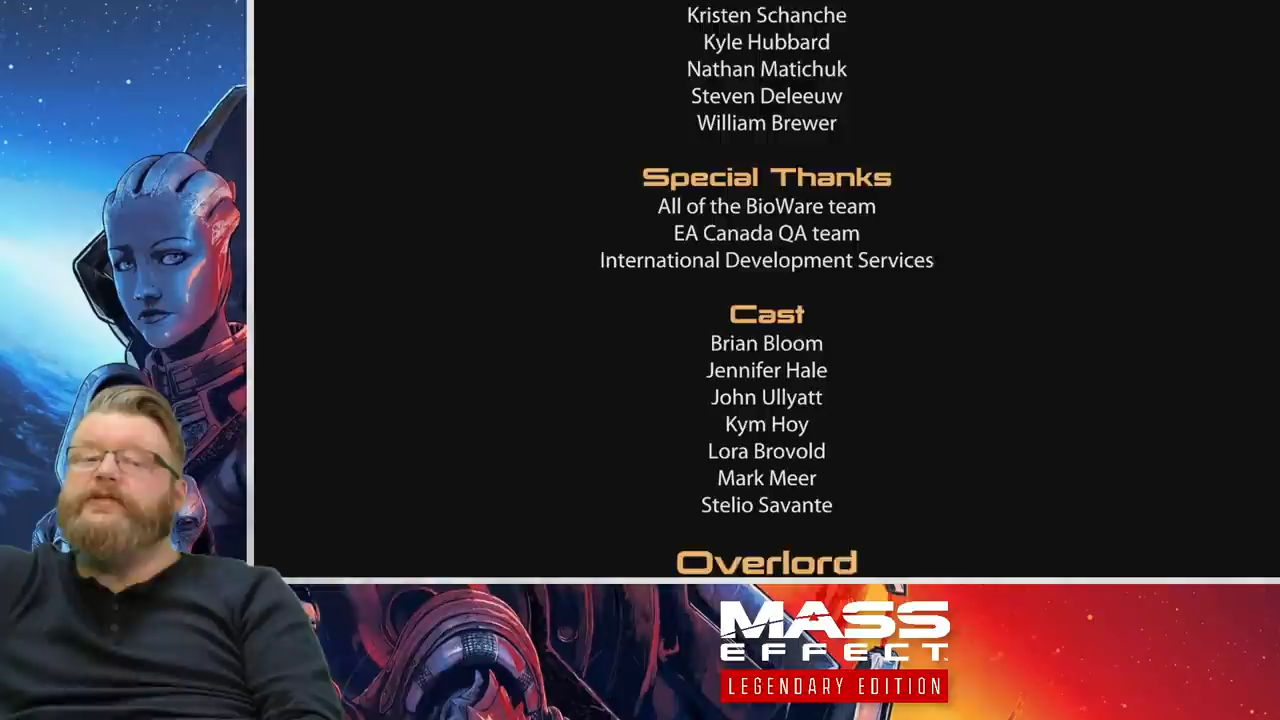 Kristen Schanche
Kyle Hubbard
Nathan Matichuk
Steven Deleeuw
William Brewer
Special Thanks
All of the BioWare team
EA Canada QA team
International Development Services
Cast
Brian Bloom
Jennifer Hale
John Ullyatt
Kym Hoy
Lora Brovold
Mark Meer
Stelio Savante
Overlord
MASS
EFFECT
LEGENDARY EDITION